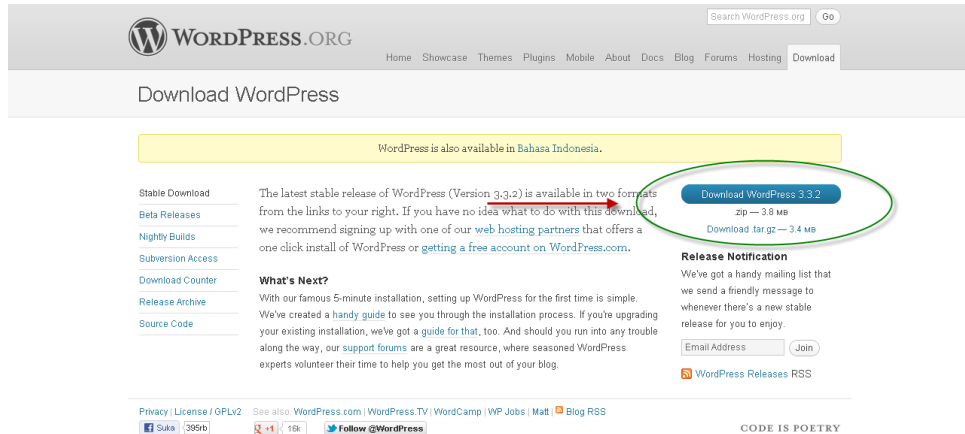 Search WordPress.org Go
WORDPRESS.ORG
Home Showcase Themes Plugins Mobile About Docs Blog Forums Hosting Download
Download WordPress
WordPress is also available in Bahasa Indonesia.
Stable Download
Beta Releases
Nightly Builds
Subversion Access
Download Counter
Release Archive
Source Code
The latest stable release of WordPress (Version 3.3.2) is available in two formats
from the links to your right. If you have no idea what to do with this download,
we recommend signing up with one of our web hosting partners that offers a
one click install of WordPress or getting a free account on WordPress.com.
What's Next?
With our famous 5-minute installation, setting up WordPress for the first time is simple.
We've created a handy guide to see you through the installation process. If you're upgrading
your existing installation, we've got a guide for that, too. And should you run into any trouble
along the way, our support forums are a great resource, where seasoned WordPress
experts volunteer their time to help you get the most out of your blog.
Download WordPress 3.3.2
.zip — 3.8 MB
Download .tar.gz — 3.4 MB
Release Notification
We've got a handy mailing list that
we send a friendly message to
whenever there's a new stable
release for you to enjoy.
Email Address Join
WordPress Releases RSS
Privacy | License / GPLv2 See also: WordPress.com | WordPress.TV | WordCamp | WP Jobs | Matt | Blog RSS
Suka 395rb +1 16k Follow @WordPress
CODE IS POETRY